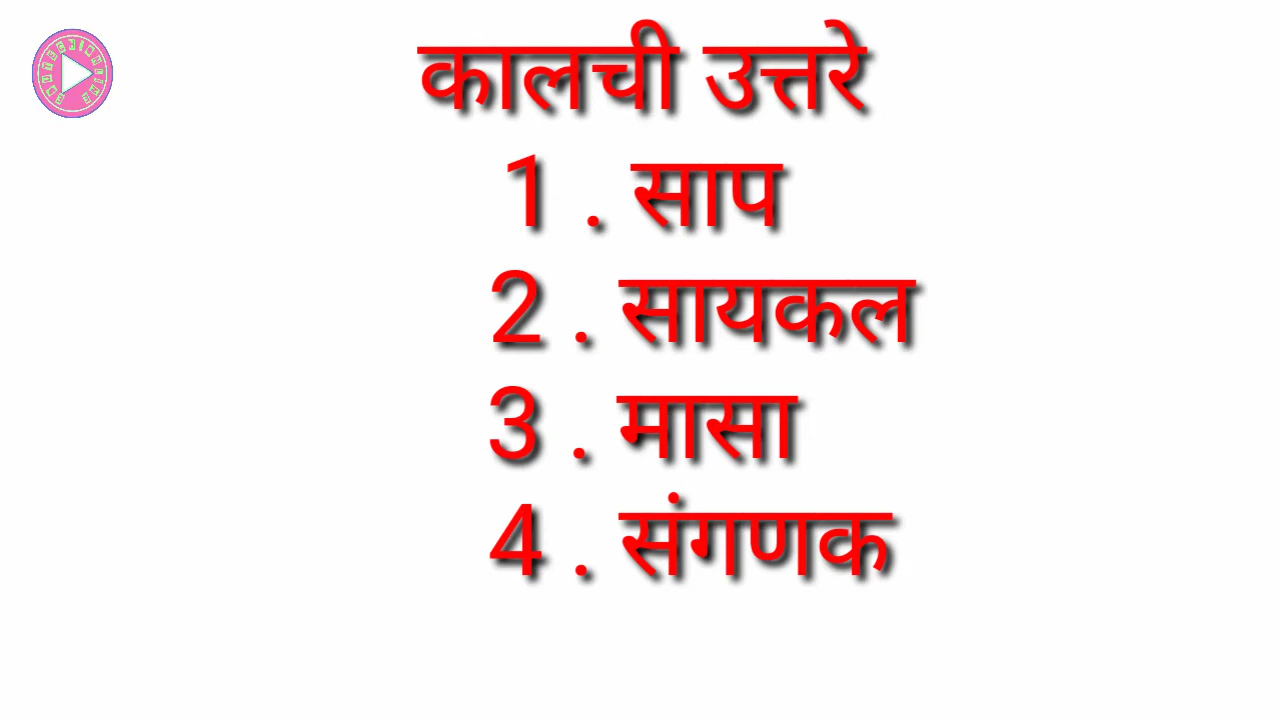 कालची उत्तरे
1 . साप
2 . सायकल
3 . मासा
4 . संगणक